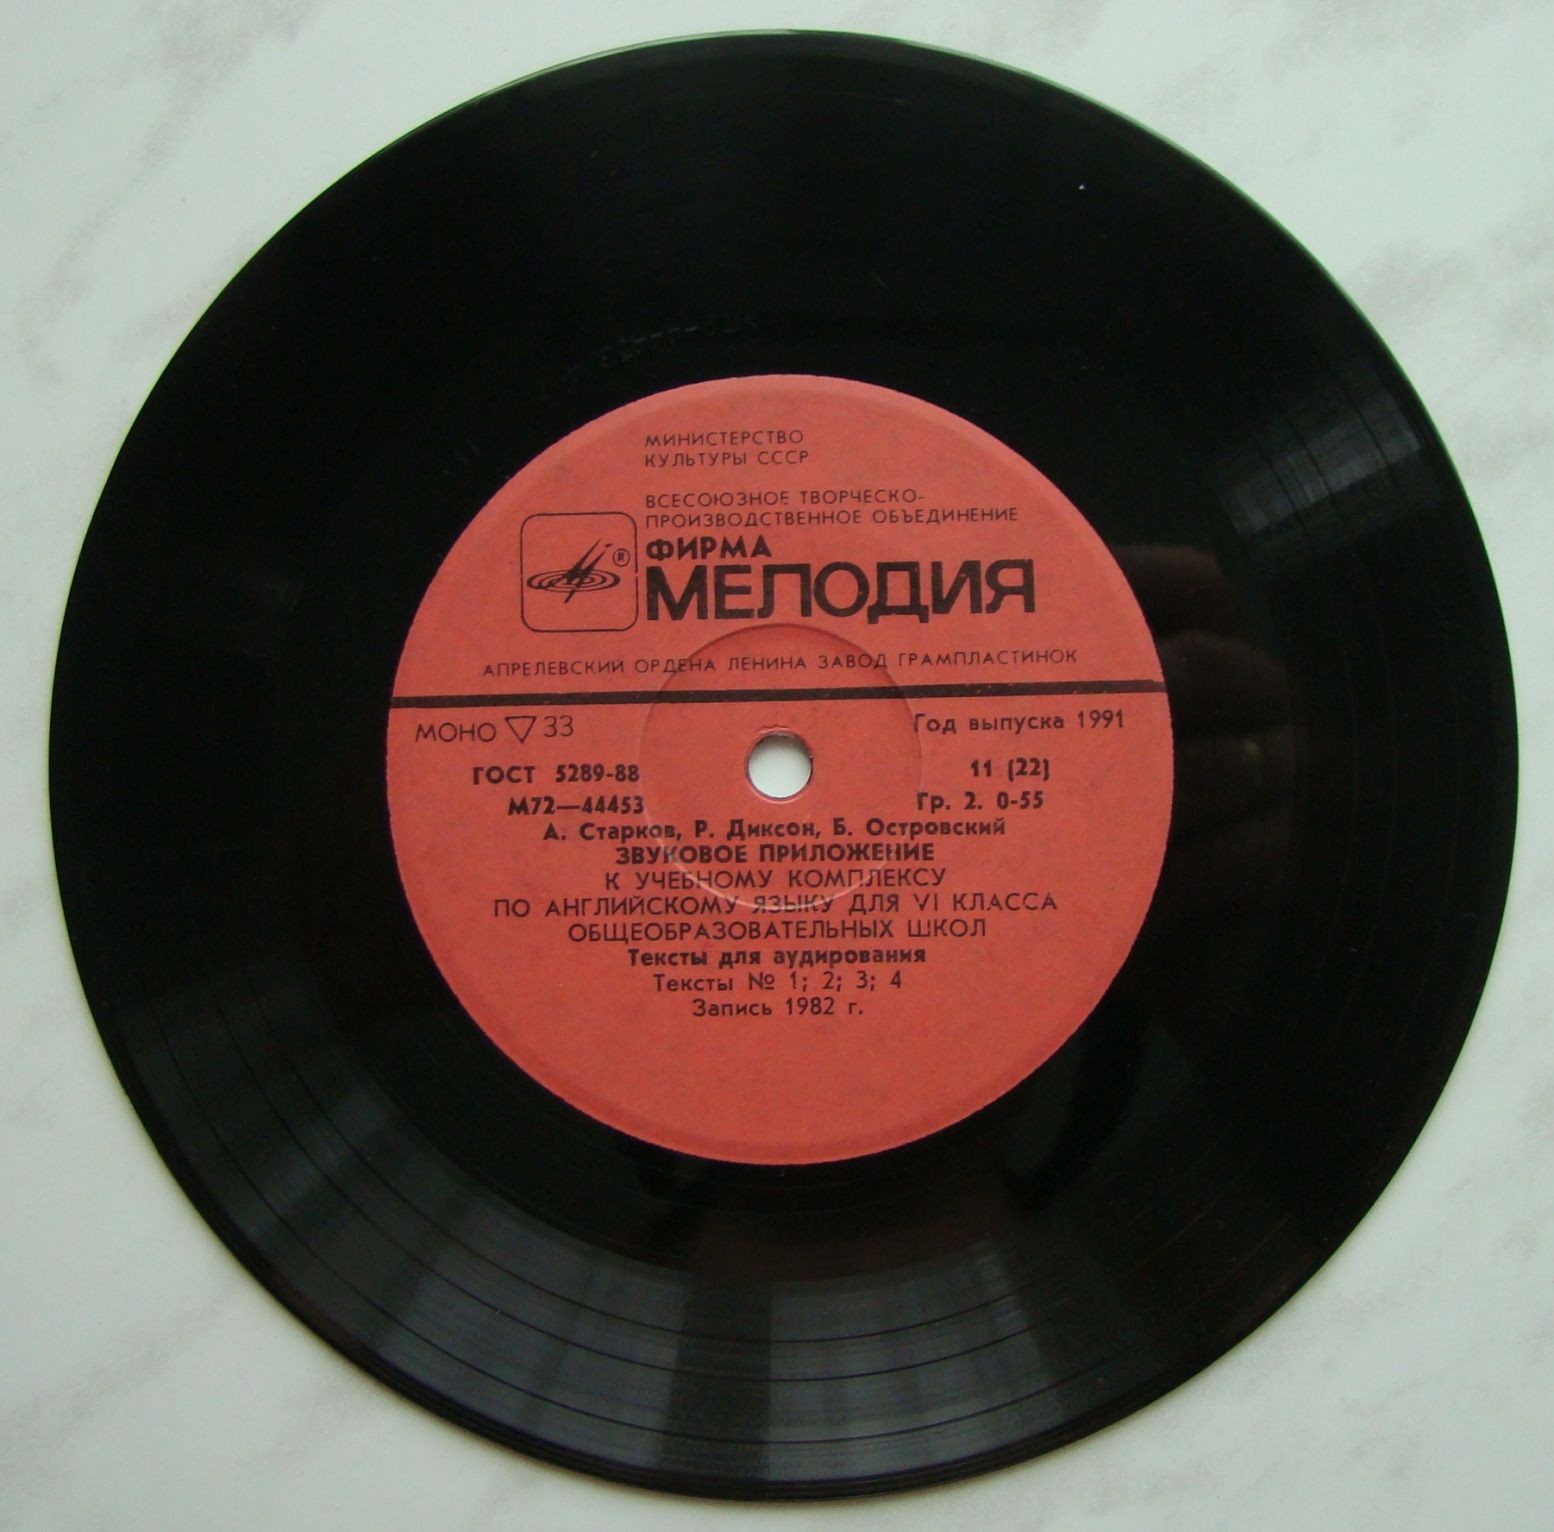 МИНИСТЕРСТВО
КУЛЬТУРЫ СССР
ВСЕСОЮЗНОЕ ТВОРЧЕСКО-
ПРОИЗВОДСТВЕННОЕ ОБЪЕДИНЕНИЕ
ФИРМА
®
МЕЛОДИЯ
АПРЕЛЕВСКИЙ ОРДЕНА ЛЕНИНА ЗАВОД ГРАМПЛАСТИНОК
МОНО ▽ 33
Год выпуска 1991
ГОСТ 5289-88
11 (22)
М72—44453
Гр. 2. 0-55
А. Старков, Р. Диксон, Б. Островский
ЗВУКОВОЕ ПРИЛОЖЕНИЕ
К УЧЕБНОМУ КОМПЛЕКСУ
ПО АНГЛИЙСКОМУ ЯЗЫКУ ДЛЯ VI КЛАССА
ОБЩЕОБРАЗОВАТЕЛЬНЫХ ШКОЛ
Тексты для аудирования
Тексты № 1; 2; 3; 4
Запись 1982 г.